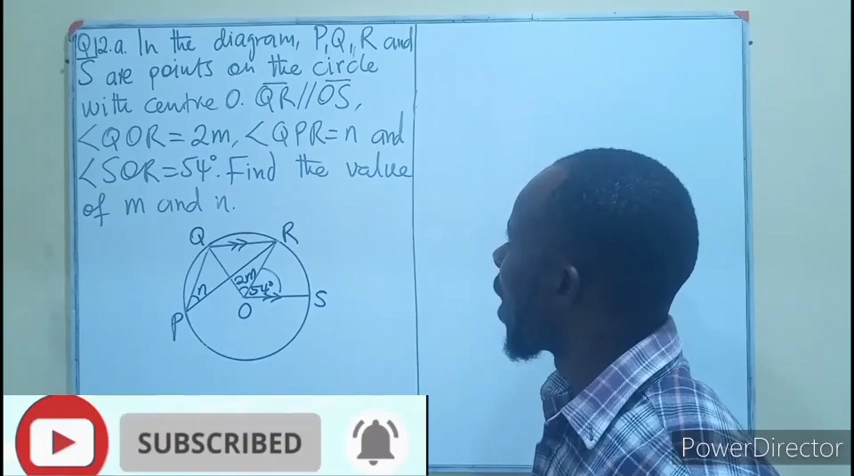 Q12.a. In the diagram, P, Q, R and
S are points on the circle
with centre O. QR//OS,
<QOR=2m, <QPR=n and
<SOR=54°. Find the value
of m and n.
Q
R
2m
54°
n
S
P
O
SUBSCRIBED
PowerDirector